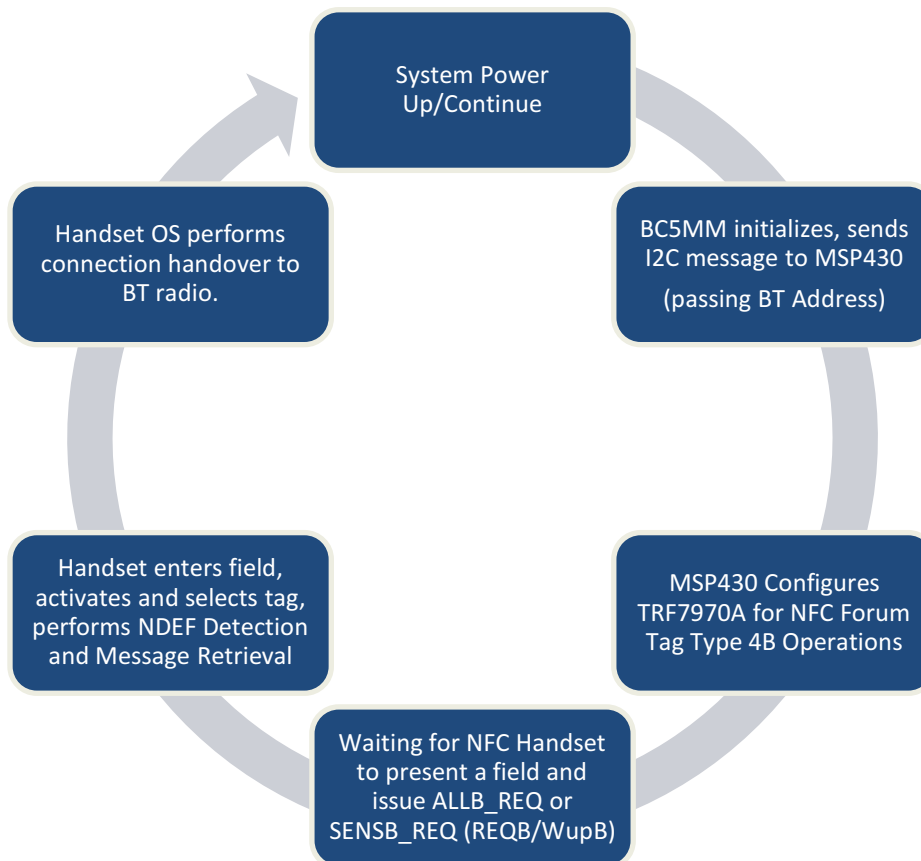 System Power
Up/Continue
BC5MM initializes, sends
I2C message to MSP430
(passing BT Address)
MSP430 Configures
TRF7970A for NFC Forum
Tag Type 4B Operations
Waiting for NFC Handset
to present a field and
issue ALLB_REQ or
SENSB_REQ (REQB/WupB)
Handset enters field,
activates and selects tag,
performs NDEF Detection
and Message Retrieval
Handset OS performs
connection handover to
BT radio.